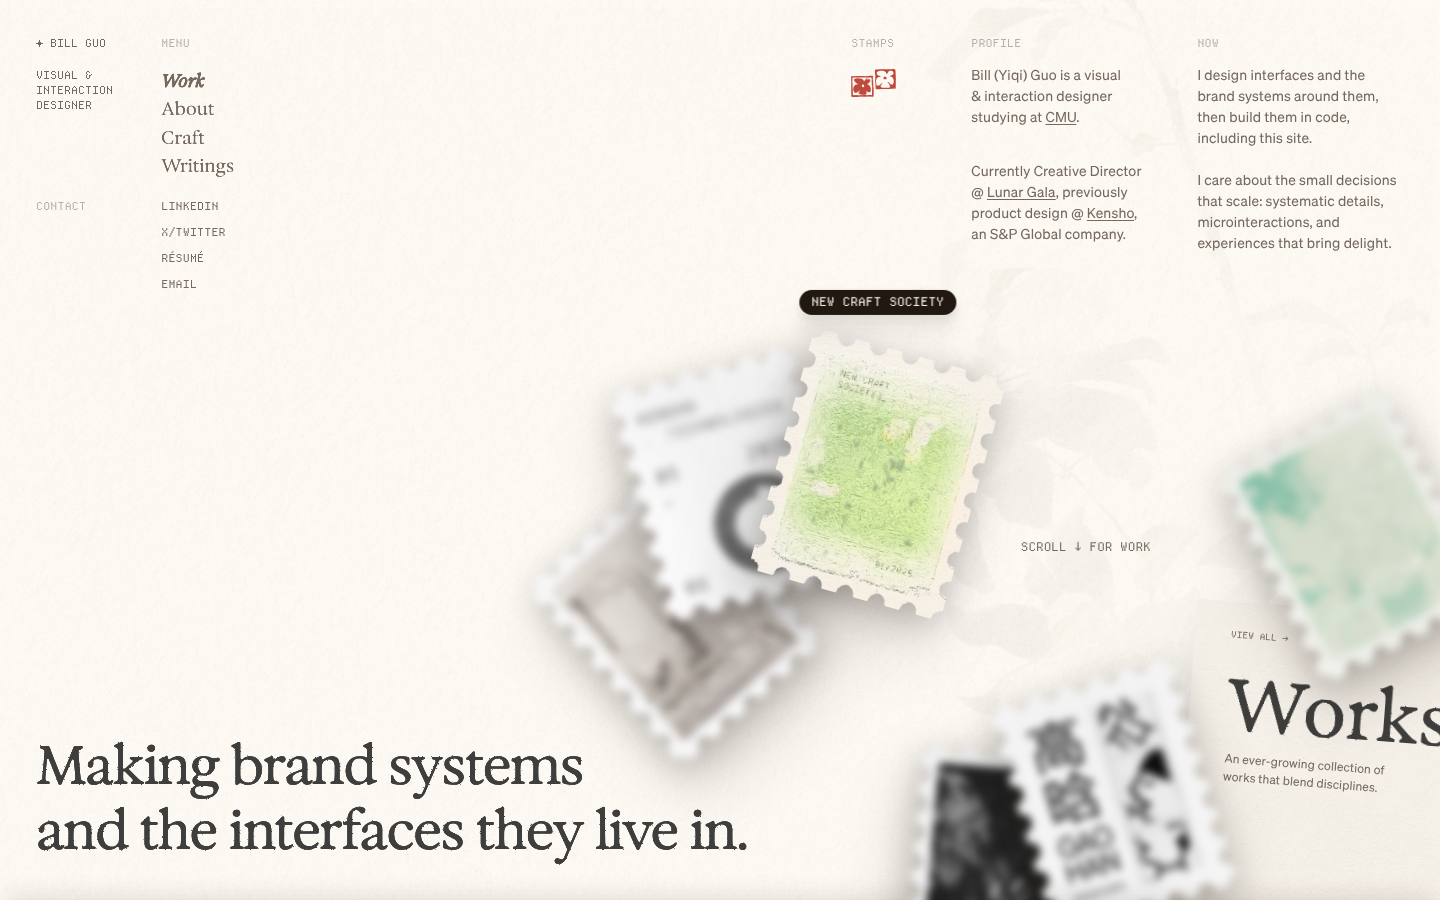 ✦ BILL GUO
VISUAL &
INTERACTION
DESIGNER
MENU
Work
About
Craft
Writings
CONTACT
LINKEDIN
X/TWITTER
RÉSUMÉ
EMAIL
STAMPS
PROFILE
Bill (Yiqi) Guo is a visual
& interaction designer
studying at CMU.
Currently Creative Director
@ Lunar Gala, previously
product design @ Kensho,
an S&P Global company.
NOW
I design interfaces and the
brand systems around them,
then build them in code,
including this site.
I care about the small decisions
that scale: systematic details,
microinteractions, and
experiences that bring delight.
NEW CRAFT SOCIETY
NEW CRAFT
SOCIETY
SCROLL ↓ FOR WORK
VIEW ALL →
Works
An ever-growing collection of
works that blend disciplines.
GAO
HAN
Making brand systems
and the interfaces they live in.